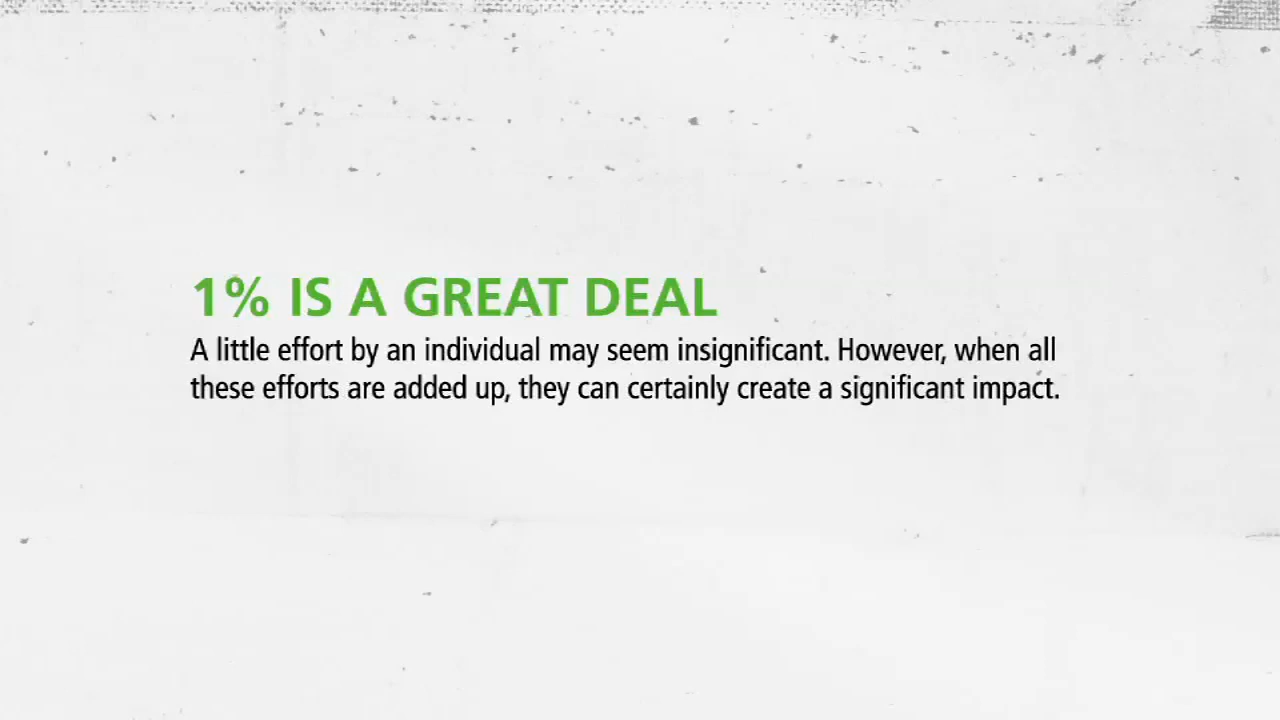 1% IS A GREAT DEAL
A little effort by an individual may seem insignificant. However, when all
these efforts are added up, they can certainly create a significant impact.